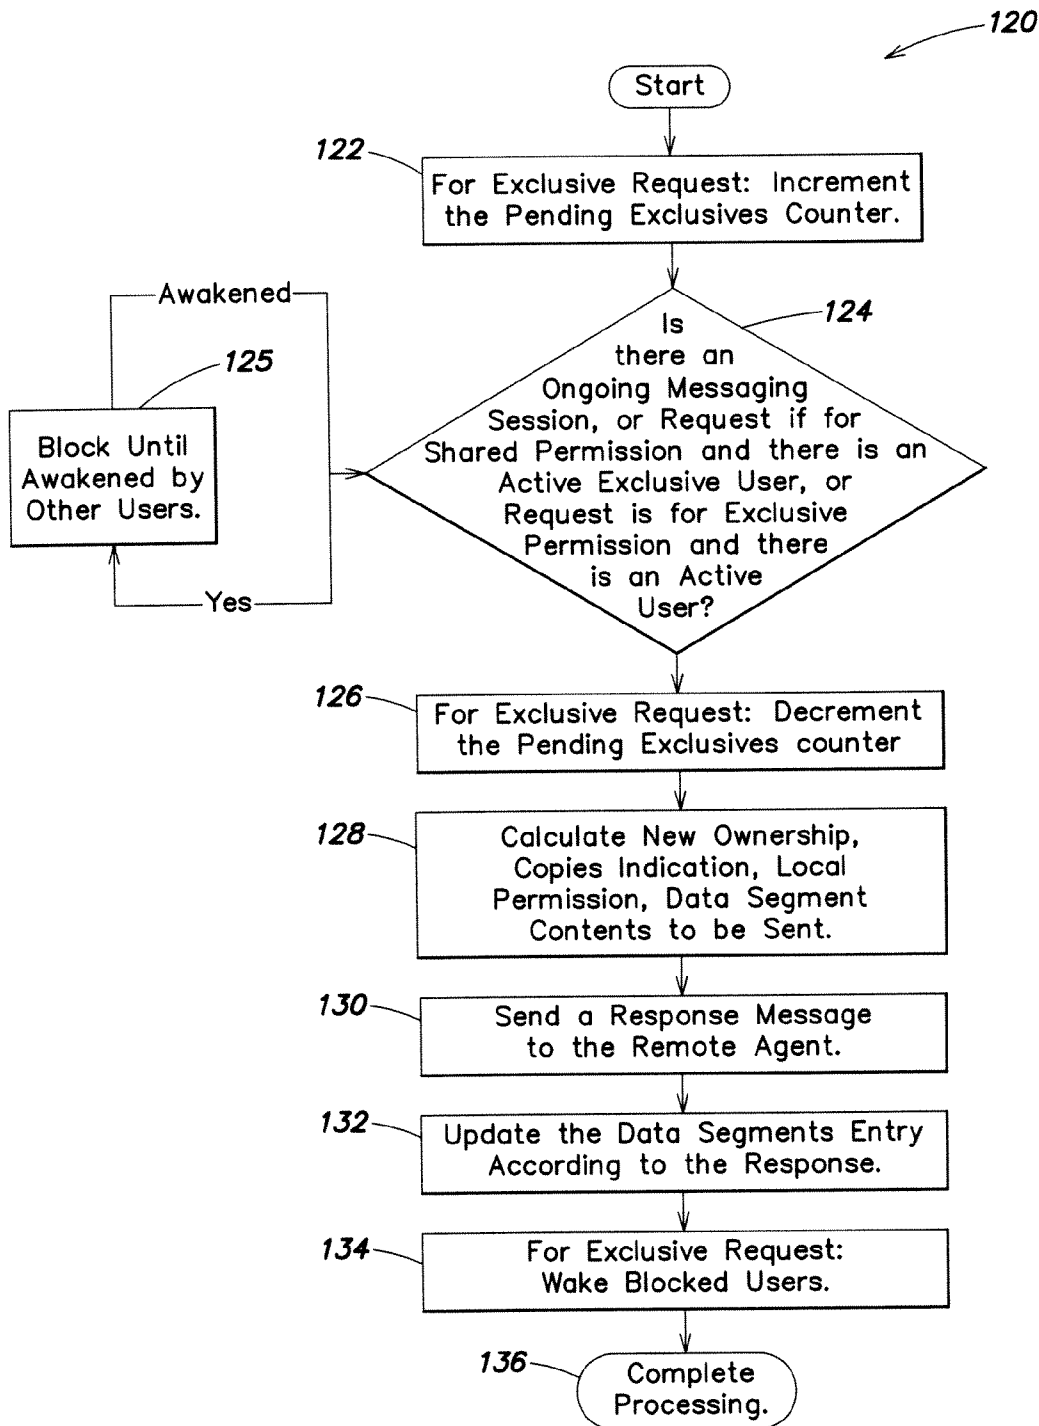 120
Start
122
For Exclusive Request: Increment
the Pending Exclusives Counter.
Awakened
124
Is
there an
Ongoing Messaging
Session, or Request if for
Shared Permission and there is an
Active Exclusive User, or
Request is for Exclusive
Permission and there
is an Active
User?
125
Block Until
Awakened by
Other Users.
Yes
126
For Exclusive Request: Decrement
the Pending Exclusives counter
128
Calculate New Ownership,
Copies Indication, Local
Permission, Data Segment
Contents to be Sent.
130
Send a Response Message
to the Remote Agent.
132
Update the Data Segments Entry
According to the Response.
134
For Exclusive Request:
Wake Blocked Users.
136
Complete
Processing.